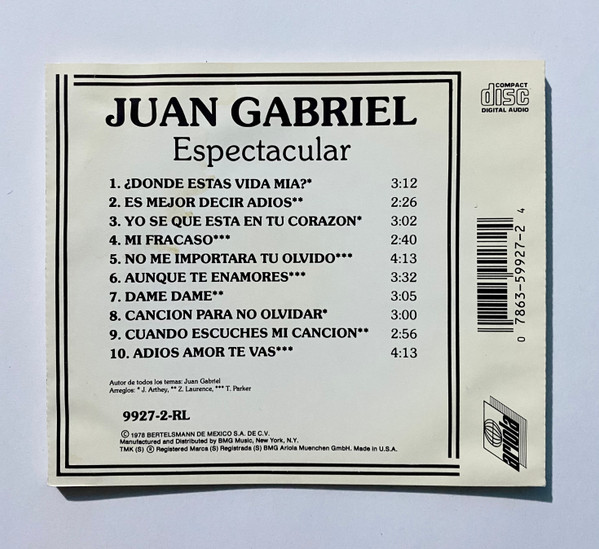 JUAN GABRIEL
Espectacular
1. ¿DONDE ESTAS VIDA MIA?* 3:12
2. ES MEJOR DECIR ADIOS** 2:26
3. YO SE QUE ESTA EN TU CORAZON* 3:02
4. MI FRACASO*** 2:40
5. NO ME IMPORTARA TU OLVIDO*** 4:13
6. AUNQUE TE ENAMORES*** 3:32
7. DAME DAME** 3:05
8. CANCION PARA NO OLVIDAR* 3:00
9. CUANDO ESCUCHES MI CANCION** 2:56
10. ADIOS AMOR TE VAS*** 4:13
Autor de todos los temas: Juan Gabriel
Arreglos: * J. Arthey, ** Z. Laurence, *** T. Parker
9927-2-RL
Ⓒ 1978 BERTELSMANN DE MEXICO S.A. DE C.V.
Manufactured and Distributed by BMG Music, New York, N.Y.
TMK (S) ® Registered Marca (S) Registrada (S) BMG Ariola Muenchen GmbH. Made in U.S.A.
COMPACT
disc
DIGITAL AUDIO
0 7863-59927-2 4
ariola